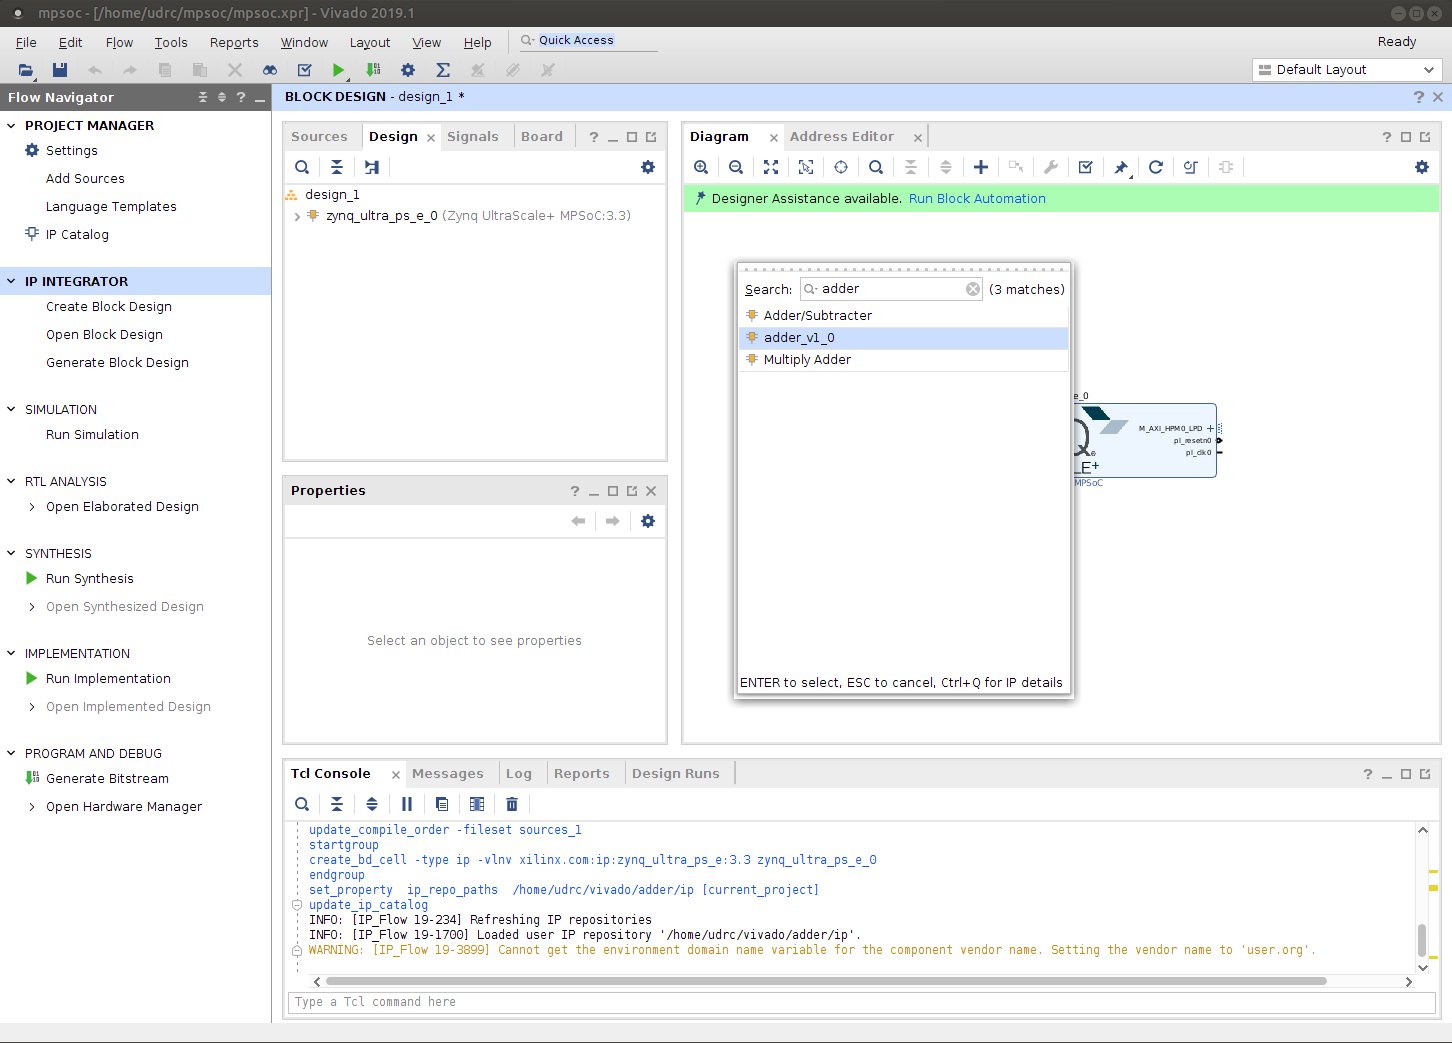 mpsoc - [/home/udrc/mpsoc/mpsoc.xpr] - Vivado 2019.1
File Edit Flow Tools Reports Window Layout View Help Quick Access Ready
Default Layout
Flow Navigator
PROJECT MANAGER
Settings
Add Sources
Language Templates
IP Catalog
IP INTEGRATOR
Create Block Design
Open Block Design
Generate Block Design
SIMULATION
Run Simulation
RTL ANALYSIS
Open Elaborated Design
SYNTHESIS
Run Synthesis
Open Synthesized Design
IMPLEMENTATION
Run Implementation
Open Implemented Design
PROGRAM AND DEBUG
Generate Bitstream
Open Hardware Manager
BLOCK DESIGN - design_1 *
Sources Design Signals Board
design_1
zynq_ultra_ps_e_0 (Zynq UltraScale+ MPSoC:3.3)
Properties
Select an object to see properties
Diagram Address Editor
Designer Assistance available. Run Block Automation
Search: adder (3 matches)
Adder/Subtracter
adder_v1_0
Multiply Adder
ENTER to select, ESC to cancel, Ctrl+Q for IP details
e_0
M_AXI_HPM0_LPD
pl_resetn0
pl_clk0
_E+
MPSoC
Tcl Console Messages Log Reports Design Runs
update_compile_order -fileset sources_1
startgroup
create_bd_cell -type ip -vlnv xilinx.com:ip:zynq_ultra_ps_e:3.3 zynq_ultra_ps_e_0
endgroup
set_property ip_repo_paths /home/udrc/vivado/adder/ip [current_project]
update_ip_catalog
INFO: [IP_Flow 19-234] Refreshing IP repositories
INFO: [IP_Flow 19-1700] Loaded user IP repository '/home/udrc/vivado/adder/ip'.
WARNING: [IP_Flow 19-3899] Cannot get the environment domain name variable for the component vendor name. Setting the vendor name to 'user.org'.
Type a Tcl command here